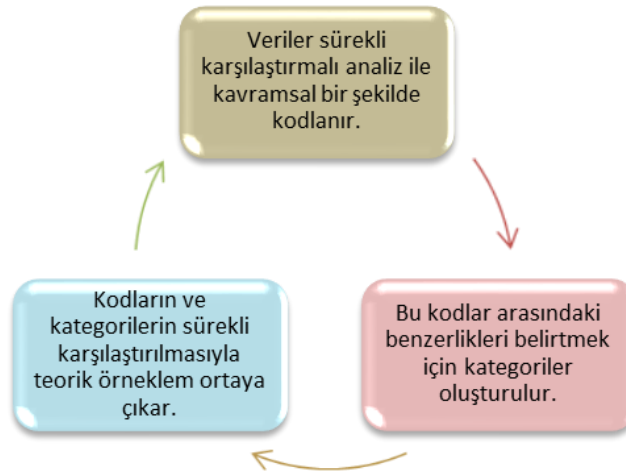 Veriler sürekli
karşılaştırmalı analiz ile
kavramsal bir şekilde
kodlanır.
Bu kodlar arasındaki
benzerlikleri belirtmek
için kategoriler
oluşturulur.
Kodların ve
kategorilerin sürekli
karşılaştırılmasıyla
teorik örneklem ortaya
çıkar.